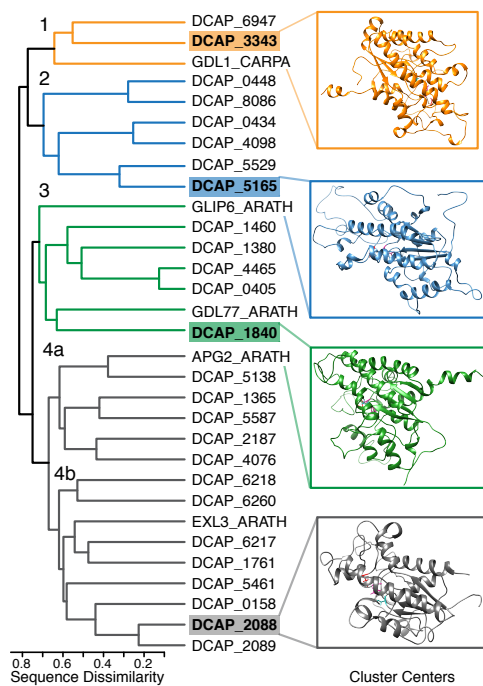 1
DCAP_6947
DCAP_3343
GDL1_CARPA
2
DCAP_0448
DCAP_8086
DCAP_0434
DCAP_4098
DCAP_5529
DCAP_5165
3
GLIP6_ARATH
DCAP_1460
DCAP_1380
DCAP_4465
DCAP_0405
GDL77_ARATH
DCAP_1840
4a
APG2_ARATH
DCAP_5138
DCAP_1365
DCAP_5587
DCAP_2187
DCAP_4076
4b
DCAP_6218
DCAP_6260
EXL3_ARATH
DCAP_6217
DCAP_1761
DCAP_5461
DCAP_0158
DCAP_2088
DCAP_2089
0.8 0.6 0.4 0.2
Sequence Dissimilarity
Cluster Centers